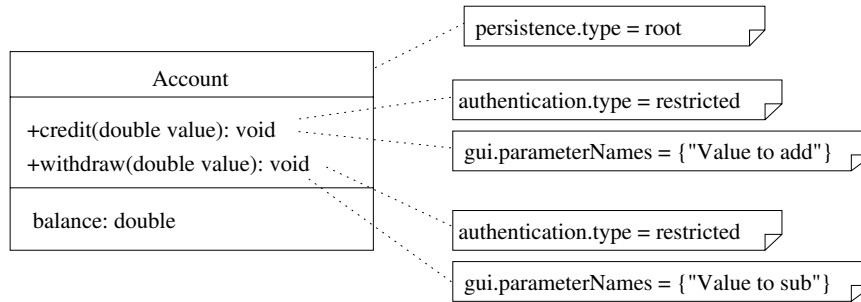 persistence.type = root
Account
authentication.type = restricted
+credit(double value): void
gui.parameterNames = {"Value to add"}
+withdraw(double value): void
balance: double
authentication.type = restricted
gui.parameterNames = {"Value to sub"}